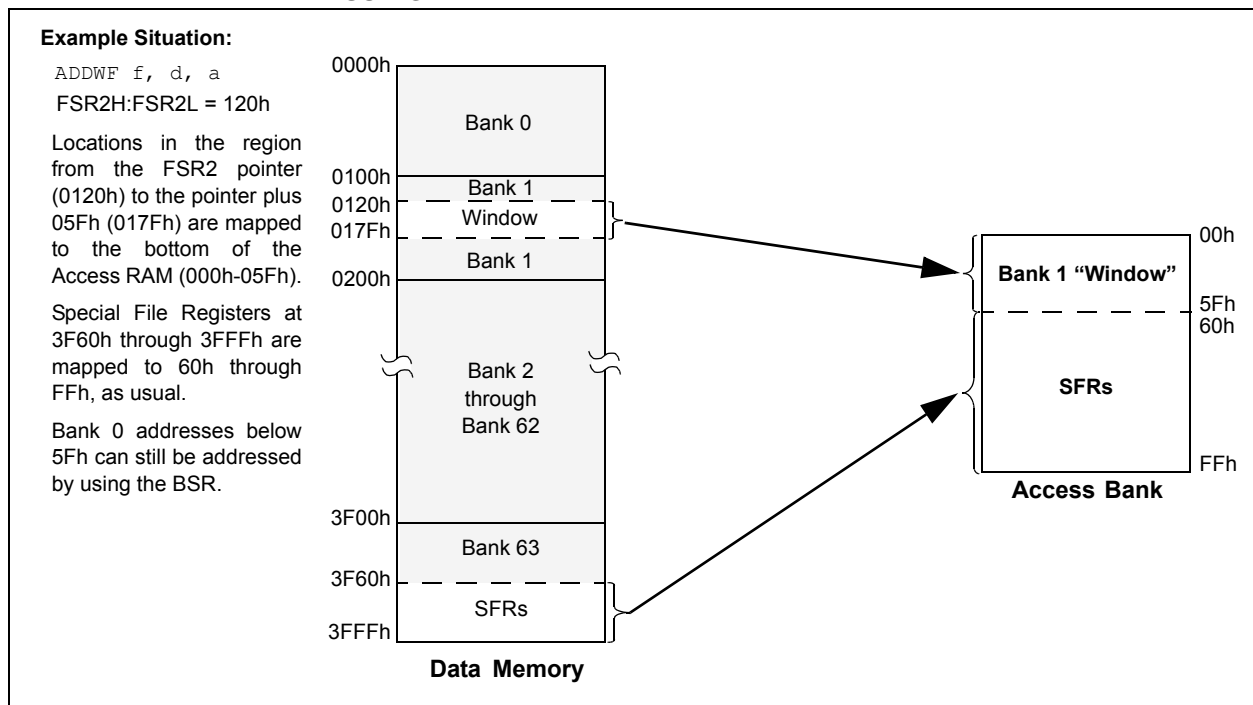 Example Situation:
ADDWF f, d, a
FSR2H:FSR2L = 120h
Locations in the region
from the FSR2 pointer
(0120h) to the pointer plus
05Fh (017Fh) are mapped
to the bottom of the
Access RAM (000h-05Fh).
Special File Registers at
3F60h through 3FFFh are
mapped to 60h through
FFh, as usual.
Bank 0 addresses below
5Fh can still be addressed
by using the BSR.
0000h
Bank 0
0100h
Bank 1
0120h
Window
017Fh
Bank 1
0200h
Bank 2
through
Bank 62
3F00h
Bank 63
3F60h
SFRs
3FFFh
Data Memory
00h
Bank 1 “Window”
5Fh
60h
SFRs
FFh
Access Bank